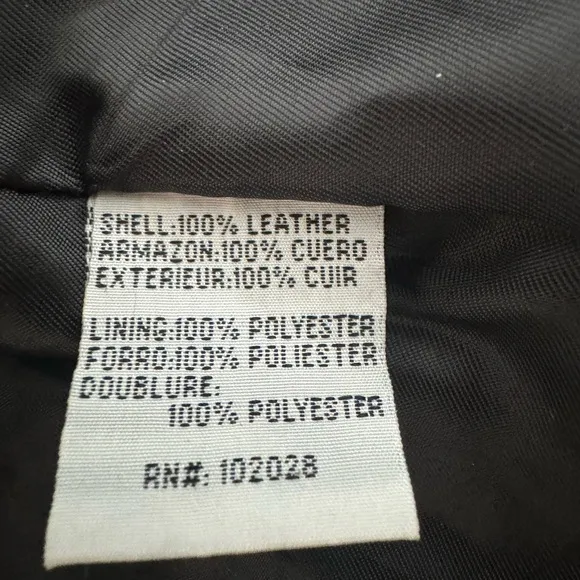 SHELL:100% LEATHER
ARMAZON:100% CUERO
EXTERIEUR:100% CUIR
LINING:100% POLYESTER
FORRO:100% POLIESTER
DOUBLURE:
100% POLYESTER
RN#: 102028